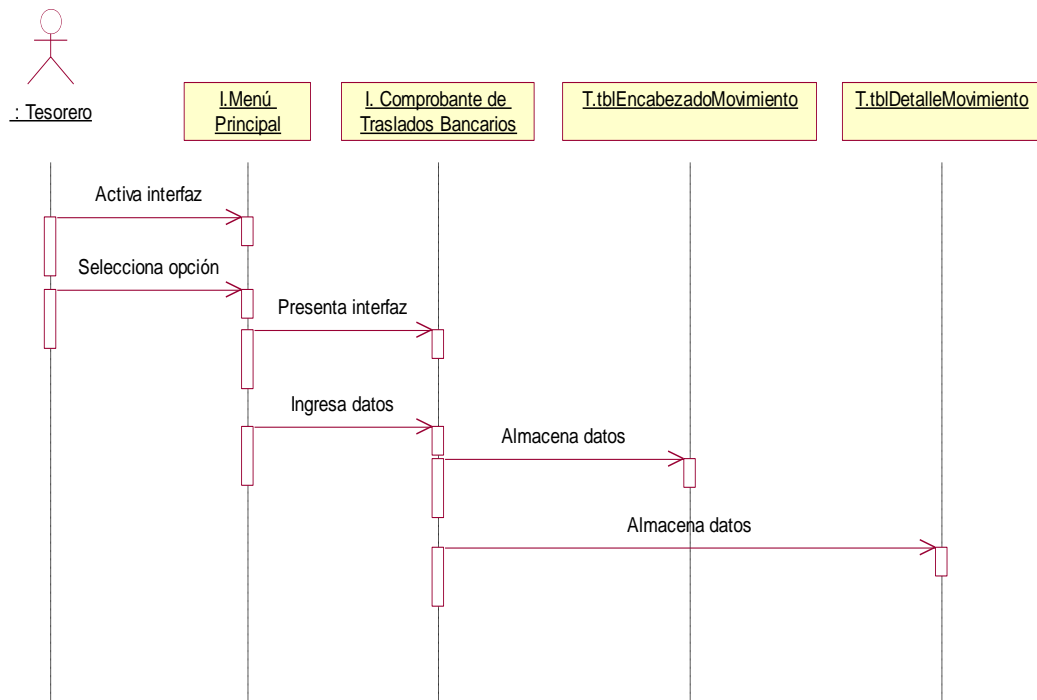 : Tesorero
I.Menú
Principal
I. Comprobante de
Traslados Bancarios
T.tblEncabezadoMovimiento
T.tblDetalleMovimiento
Activa interfaz
Selecciona opción
Presenta interfaz
Ingresa datos
Almacena datos
Almacena datos